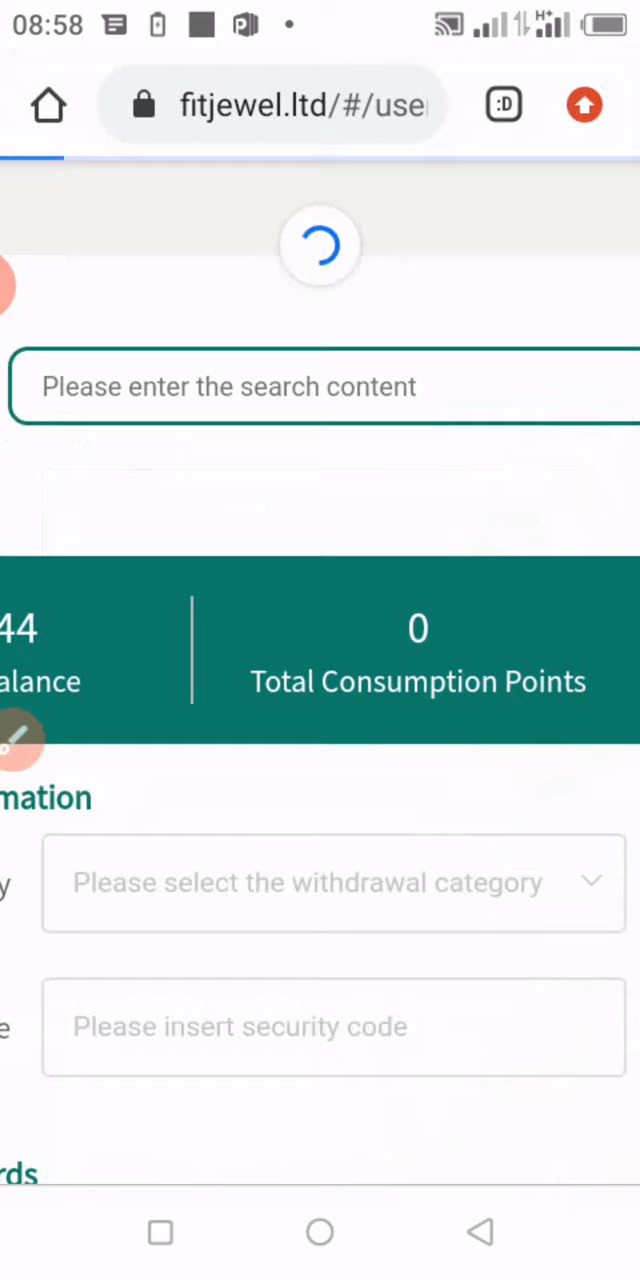 08:58
H+
fitjewel.ltd/#/use
:D
Please enter the search content
44
0
alance
Total Consumption Points
mation
y
Please select the withdrawal category
e
Please insert security code
rds